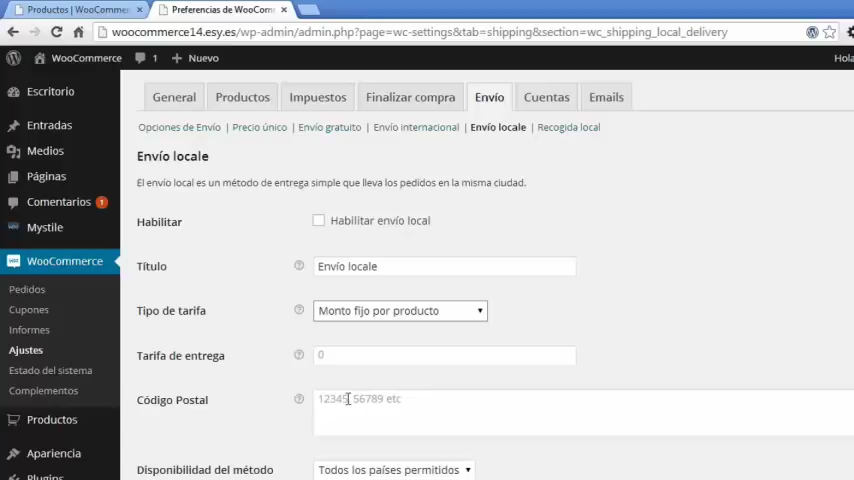 Productos | WooCommer
Preferencias de WooCom
woocommerce14.esy.es/wp-admin/admin.php?page=wc-settings&tab=shipping&section=wc_shipping_local_delivery
WooCommerce 1 + Nuevo Hola
Escritorio
Entradas
Medios
Páginas
Comentarios 1
Mystile
WooCommerce
Pedidos
Cupones
Informes
Ajustes
Estado del sistema
Complementos
Productos
Apariencia
Plugins
General Productos Impuestos Finalizar compra Envío Cuentas Emails
Opciones de Envío | Precio único | Envío gratuito | Envío internacional | Envío locale | Recogida local
Envío locale
El envío local es un método de entrega simple que lleva los pedidos en la misma ciudad.
Habilitar Habilitar envío local
Título Envío locale
Tipo de tarifa Monto fijo por producto
Tarifa de entrega 0
Código Postal 12345, 56789 etc
Disponibilidad del método Todos los países permitidos